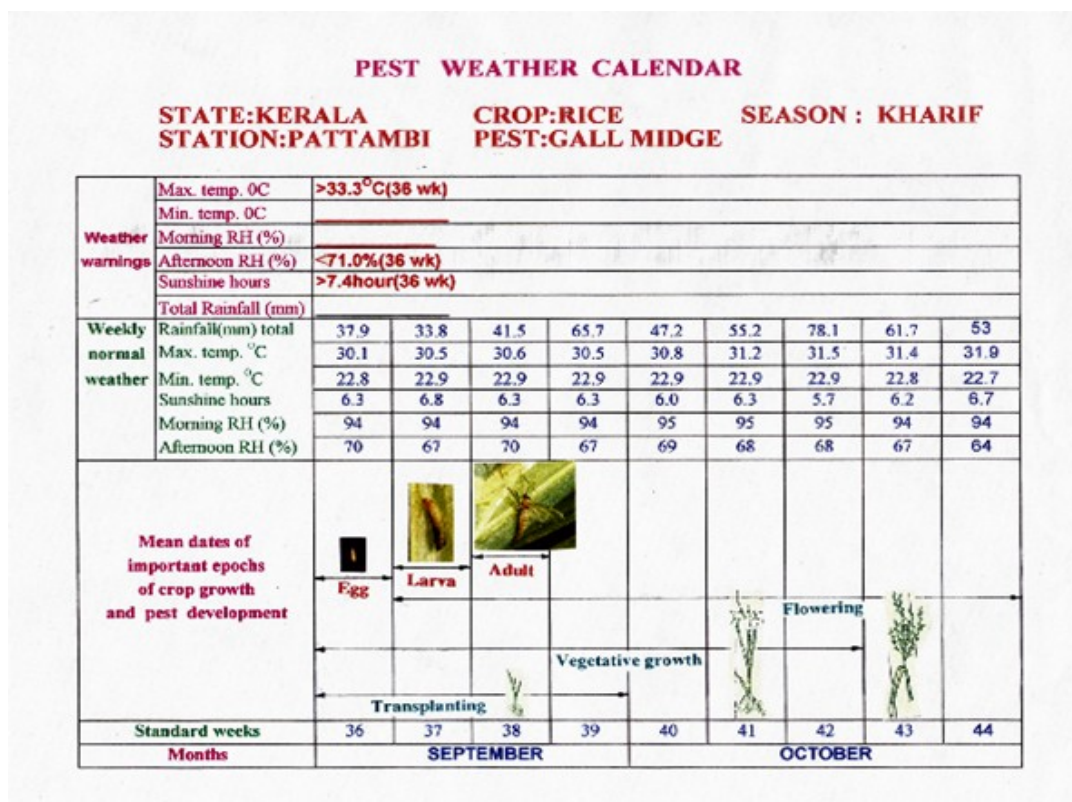 PEST WEATHER CALENDAR
STATE:KERALA CROP:RICE SEASON : KHARIF
STATION:PATTAMBI PEST:GALL MIDGE
Weather warnings
Max. temp. 0C >33.3°C(36 wk)
Min. temp. 0C
Morning RH (%)
Afternoon RH (%) <71.0%(36 wk)
Sunshine hours >7.4hour(36 wk)
Total Rainfall (mm)
Weekly normal weather
Rainfall(mm) total 37.9 33.8 41.5 65.7 47.2 55.2 78.1 61.7 53
Max. temp. °C 30.1 30.5 30.6 30.5 30.8 31.2 31.5 31.4 31.9
Min. temp. °C 22.8 22.9 22.9 22.9 22.9 22.9 22.9 22.8 22.7
Sunshine hours 6.3 6.8 6.3 6.3 6.0 6.3 5.7 6.2 6.7
Morning RH (%) 94 94 94 94 95 95 95 94 94
Afternoon RH (%) 70 67 70 67 69 68 68 67 64
Mean dates of
important epochs
of crop growth
and pest development
Egg
Larva
Adult
Flowering
Vegetative growth
Transplanting
Standard weeks 36 37 38 39 40 41 42 43 44
Months SEPTEMBER OCTOBER